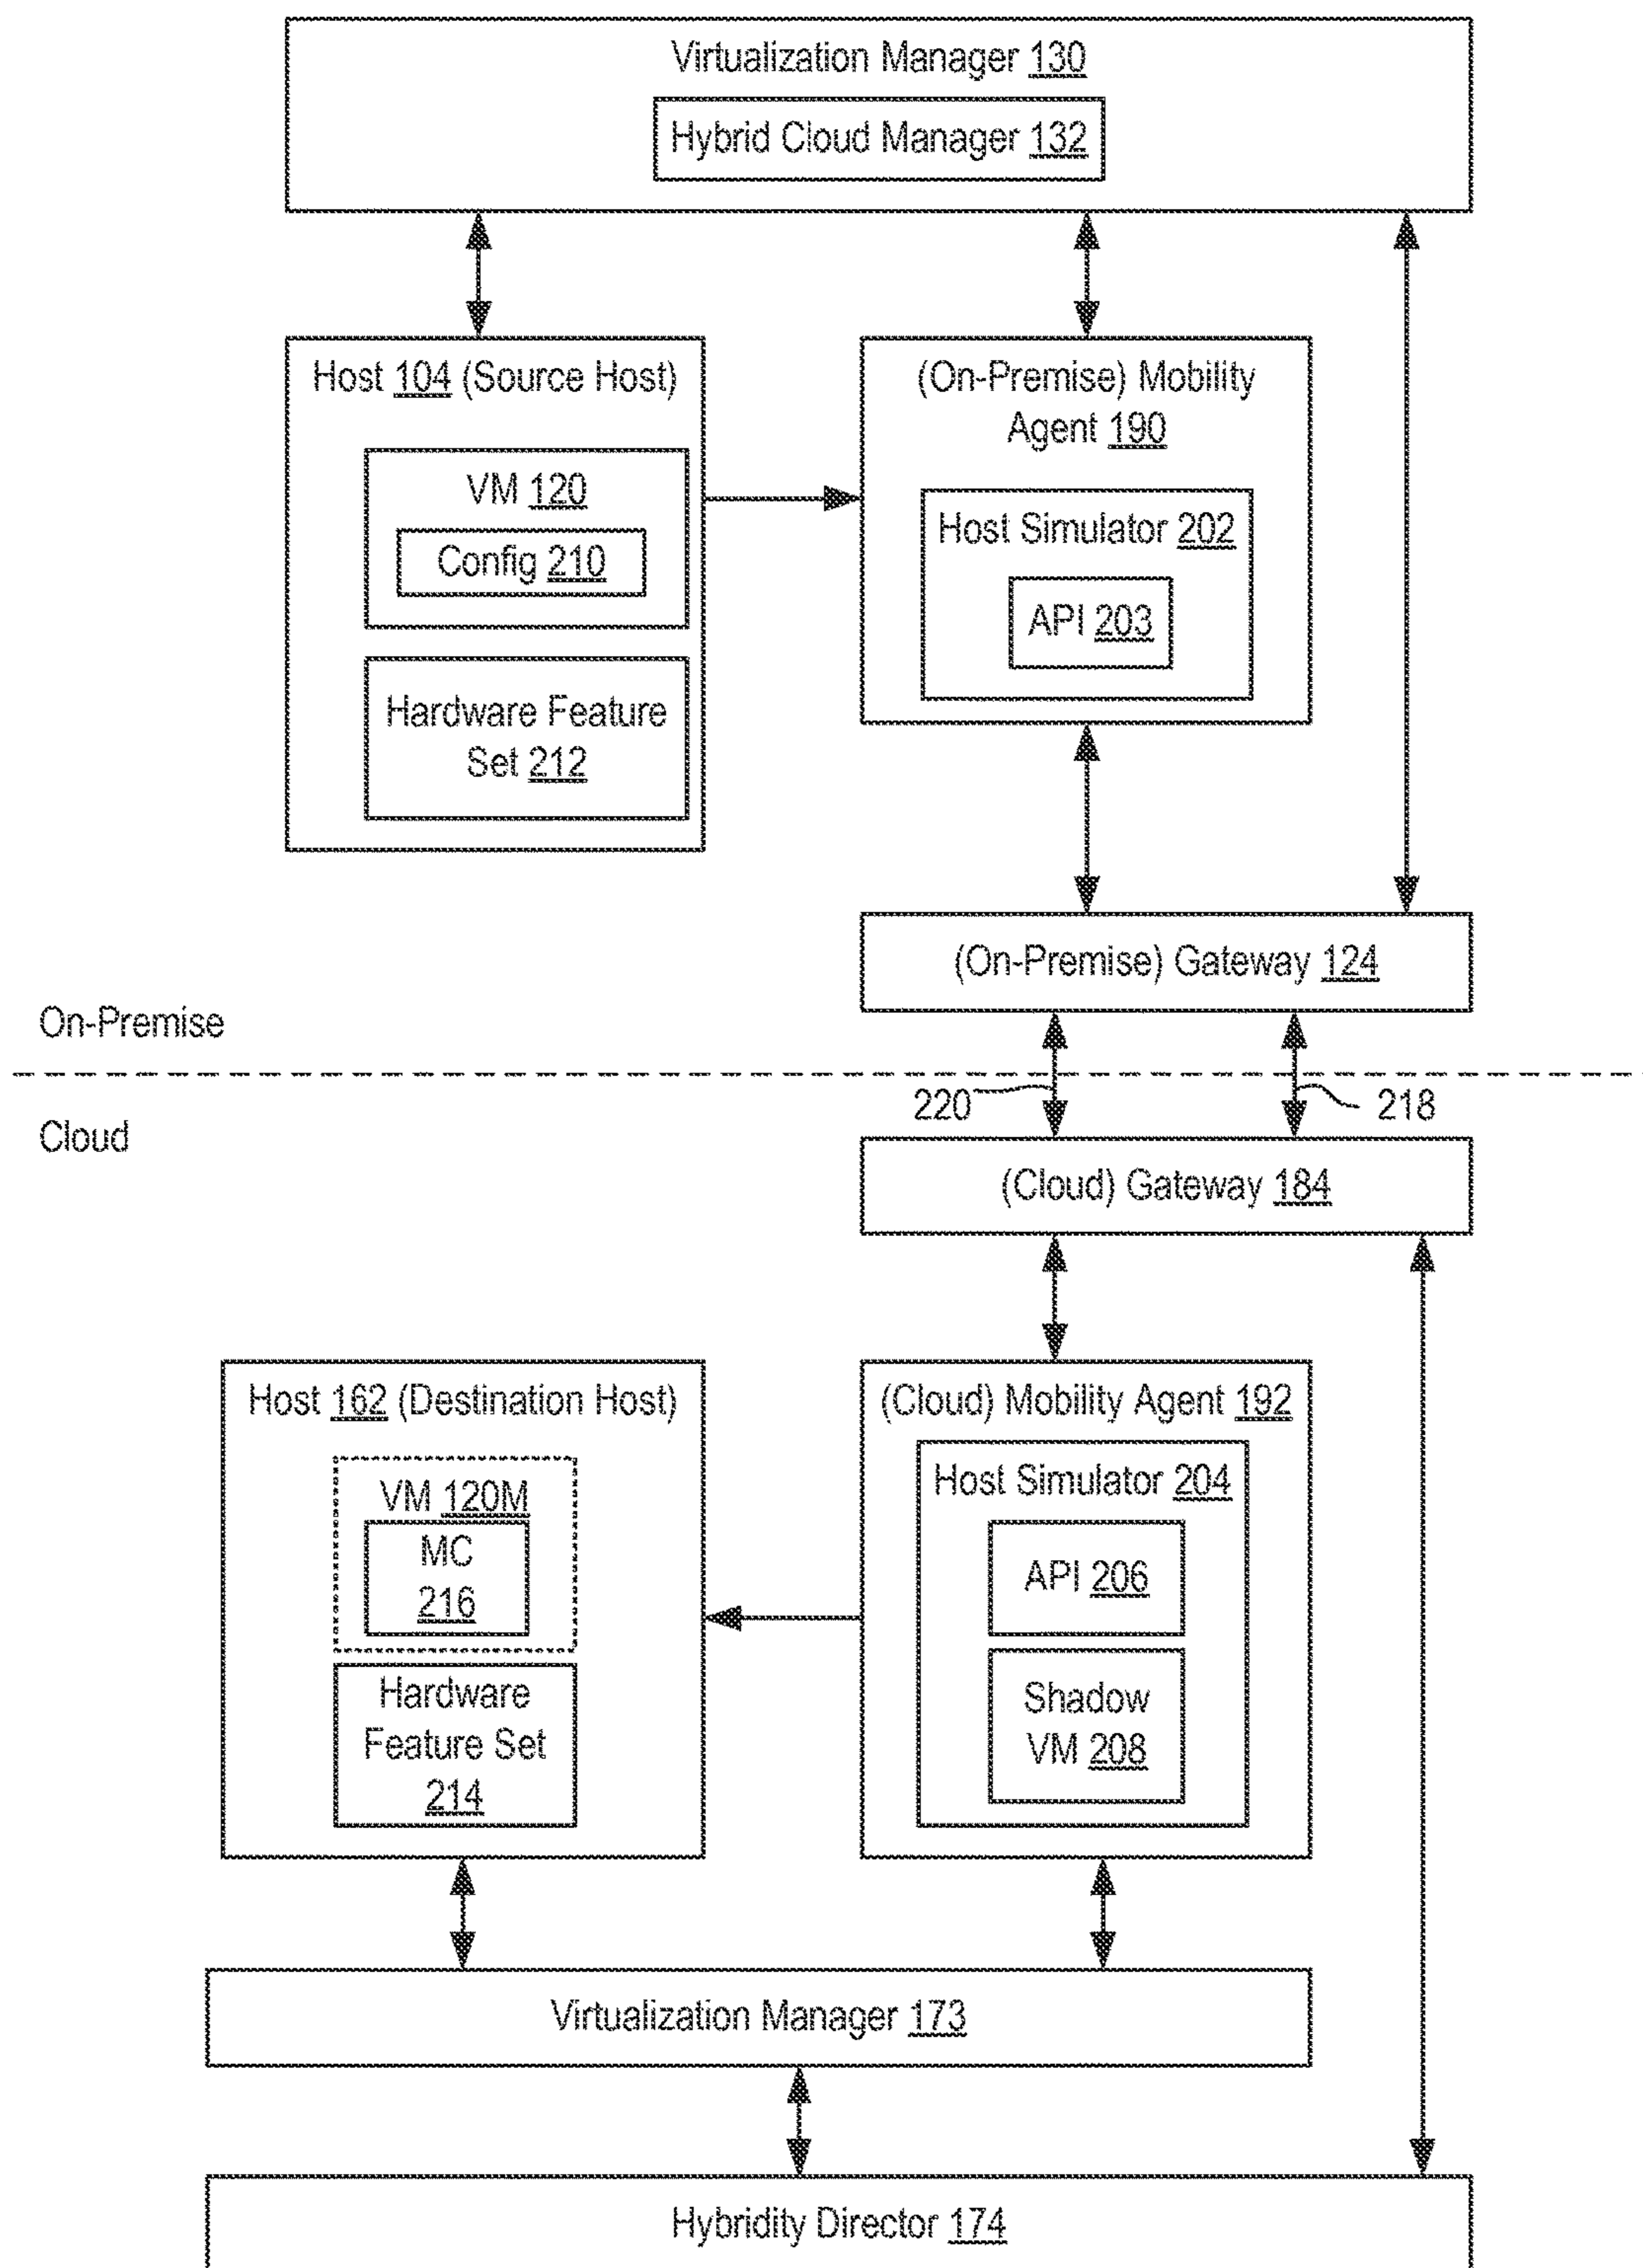 Virtualization Manager 130
Hybrid Cloud Manager 132
Host 104 (Source Host)
VM 120
Config 210
Hardware Feature
Set 212
(On-Premise) Mobility
Agent 190
Host Simulator 202
API 203
(On-Premise) Gateway 124
On-Premise
220
218
Cloud
(Cloud) Gateway 184
Host 162 (Destination Host)
VM 120M
MC
216
Hardware
Feature Set
214
(Cloud) Mobility Agent 192
Host Simulator 204
API 206
Shadow
VM 208
Virtualization Manager 173
Hybridity Director 174